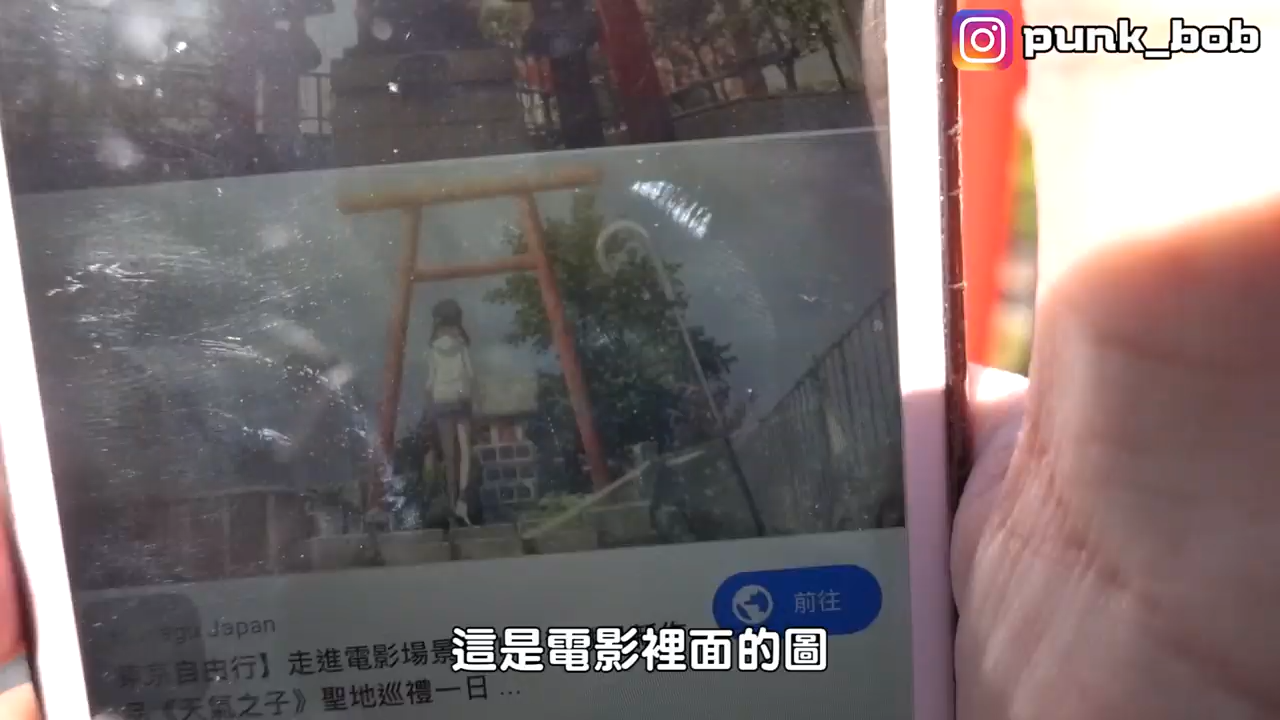 punk_bob
Japan
東京自由行】走進電影場景
《天氣之子》聖地巡禮一日 ...
前往
這是電影裡面的圖